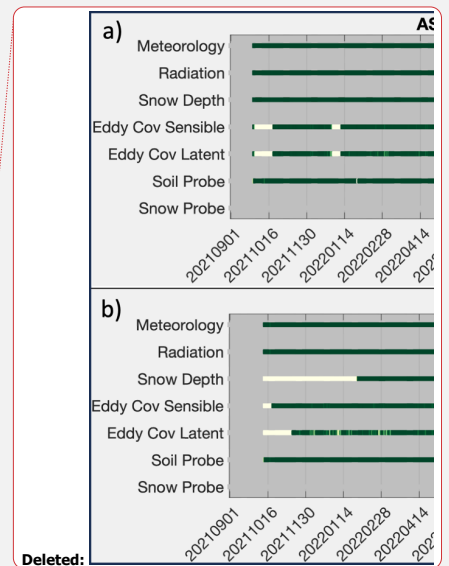 a)
AS
Meteorology
Radiation
Snow Depth
Eddy Cov Sensible
Eddy Cov Latent
Soil Probe
Snow Probe
20210901 20211016 20211130 20220114 20220228 20220414
b)
Meteorology
Radiation
Snow Depth
Eddy Cov Sensible
Eddy Cov Latent
Soil Probe
Snow Probe
20210901 20211016 20211130 20220114 20220228 20220414
Deleted: